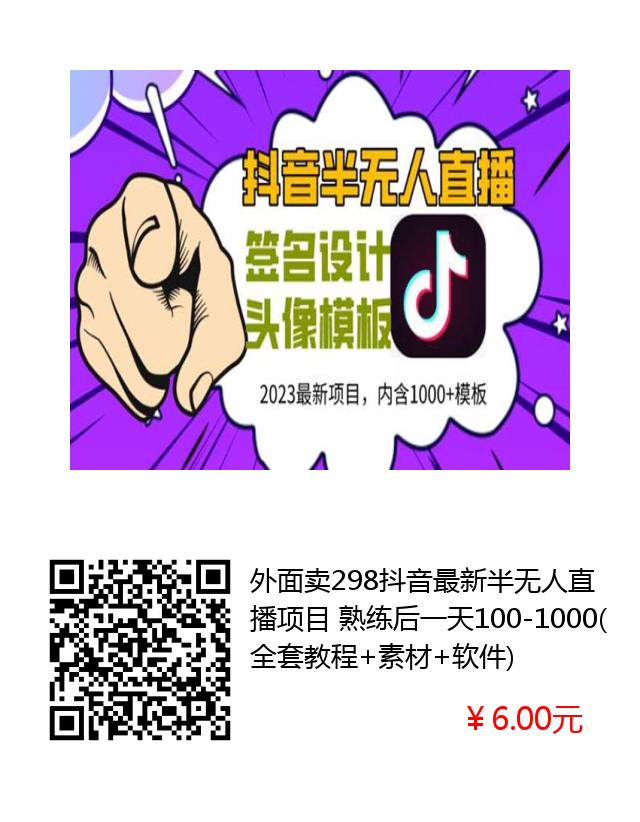 抖音半无人直播
签名设计
头像模板
2023最新项目，内含1000+模板
外面卖298抖音最新半无人直
播项目 熟练后一天100-1000(
全套教程+素材+软件)
¥6.00元